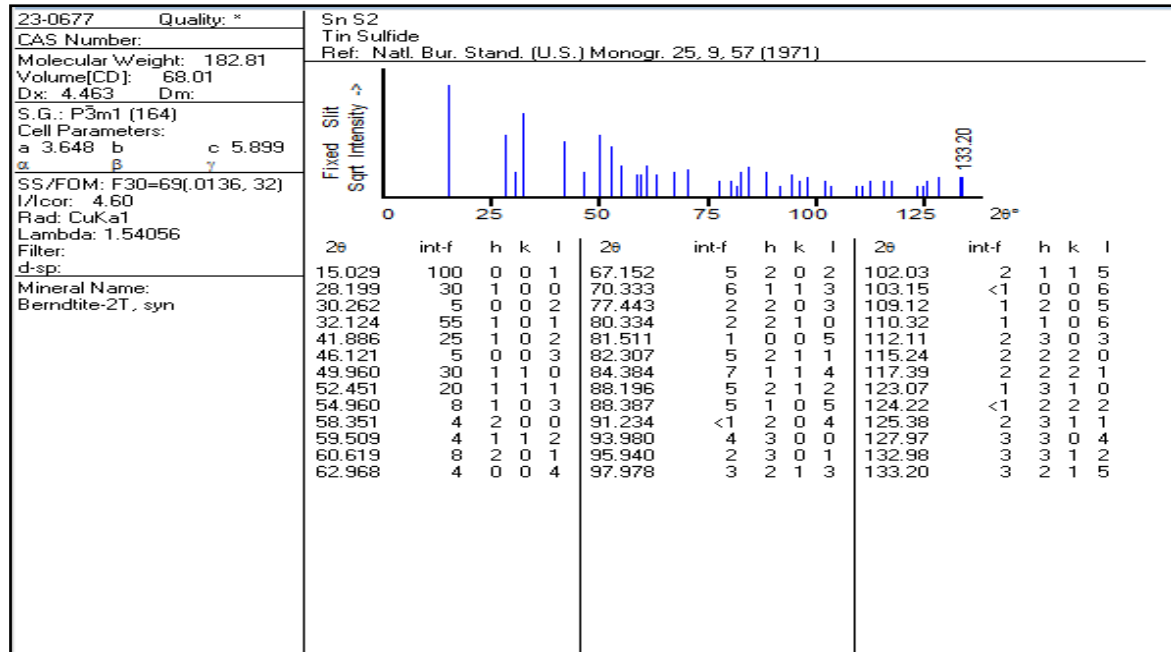 23-0677 Quality: *
CAS Number:
Molecular Weight: 182.81
Volume[CD]: 68.01
Dx: 4.463 Dm:
S.G.: P3̅m1 (164)
Cell Parameters:
a 3.648 b c 5.899
α β γ
SS/FOM: F30=69(.0136, 32)
I/Icor: 4.60
Rad: CuKa1
Lambda: 1.54056
Filter:
d-sp:
Mineral Name:
Berndtite-2T, syn
Sn S2
Tin Sulfide
Ref: Natl. Bur. Stand. (U.S.) Monogr. 25, 9, 57 (1971)
Fixed Slit
Sqrt Intensity ->
133.20
0 25 50 75 100 125 2θ°
2θ int-f h k l 2θ int-f h k l 2θ int-f h k l
15.029 100 0 0 1 67.152 5 2 0 2 102.03 2 1 1 5
28.199 30 1 0 0 70.333 6 1 1 3 103.15 <1 0 0 6
30.262 5 0 0 2 77.443 2 2 0 3 109.12 1 2 0 5
32.124 55 1 0 1 80.334 2 2 1 0 110.32 1 1 0 6
41.886 25 1 0 2 81.511 1 0 0 5 112.11 2 3 0 3
46.121 5 0 0 3 82.307 5 2 1 1 115.24 2 2 2 0
49.960 30 1 1 0 84.384 7 1 1 4 117.39 2 2 2 1
52.451 20 1 1 1 88.196 5 2 1 2 123.07 1 3 1 0
54.960 8 1 0 3 88.387 5 1 0 5 124.22 <1 2 2 2
58.351 4 2 0 0 91.234 <1 2 0 4 125.38 2 3 1 1
59.509 4 1 1 2 93.980 4 3 0 0 127.97 3 3 0 4
60.619 8 2 0 1 95.940 2 3 0 1 132.98 3 3 1 2
62.968 4 0 0 4 97.978 3 2 1 3 133.20 3 2 1 5